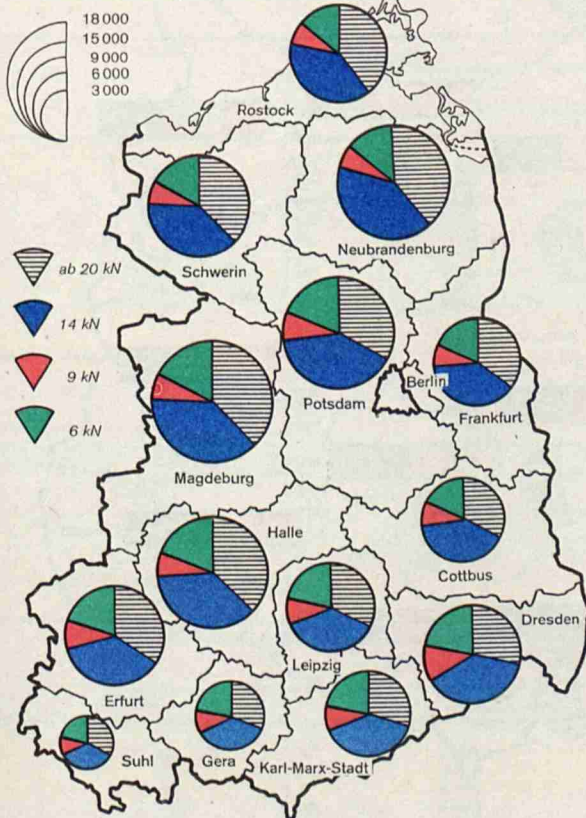 18 000
15 000
9 000
6 000
3 000
Rostock
Neubrandenburg
Schwerin
ab 20 kN
14 kN
9 kN
6 kN
Potsdam
Berlin
Frankfurt
Magdeburg
Halle
Cottbus
Dresden
Leipzig
Erfurt
Suhl
Gera
Karl-Marx-Stadt